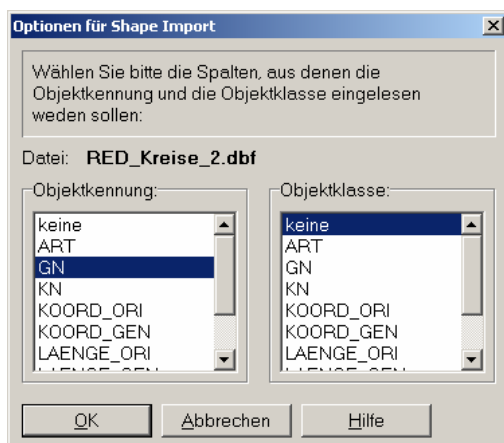 Optionen für Shape Import
Wählen Sie bitte die Spalten, aus denen die
Objektkennung und die Objektklasse eingelesen
weden sollen:
Datei: RED_Kreise_2.dbf
Objektkennung:
keine
ART
GN
KN
KOORD_ORI
KOORD_GEN
LAENGE_ORI
LAENGE_GEN
Objektklasse:
keine
ART
GN
KN
KOORD_ORI
KOORD_GEN
LAENGE_ORI
LAENGE_GEN
OK Abbrechen Hilfe